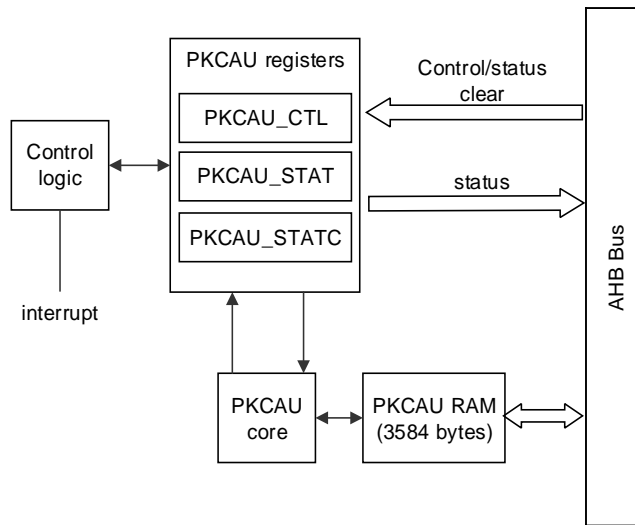 PKCAU registers
PKCAU_CTL
PKCAU_STAT
PKCAU_STATC
Control
logic
interrupt
Control/status
clear
status
AHB Bus
PKCAU
core
PKCAU RAM
(3584 bytes)